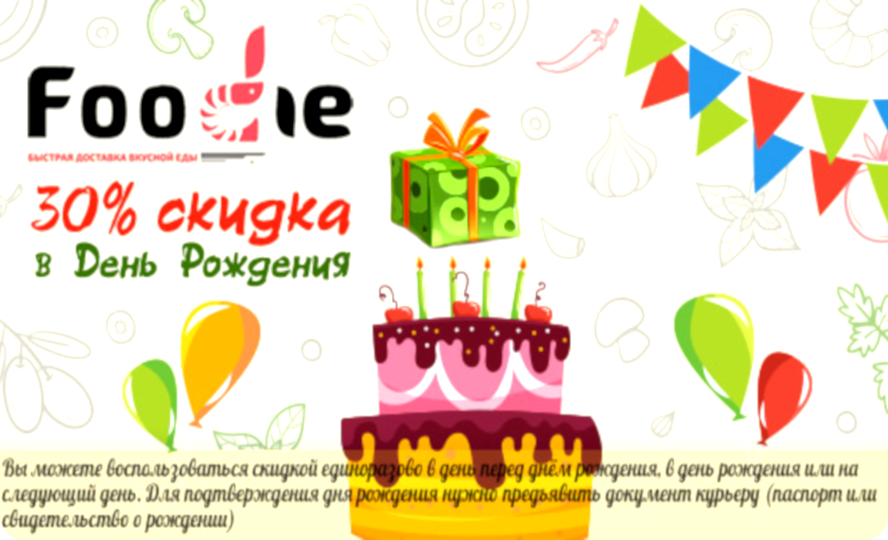 Foodie
БЫСТРАЯ ДОСТАВКА ВКУСНОЙ ЕДЫ
30% скидка
в День Рождения
Вы можете воспользоваться скидкой единоразово в день перед днём рождения, в день рождения или на
следующий день. Для подтверждения дня рождения нужно предъявить документ курьеру (паспорт или
свидетельство о рождении)